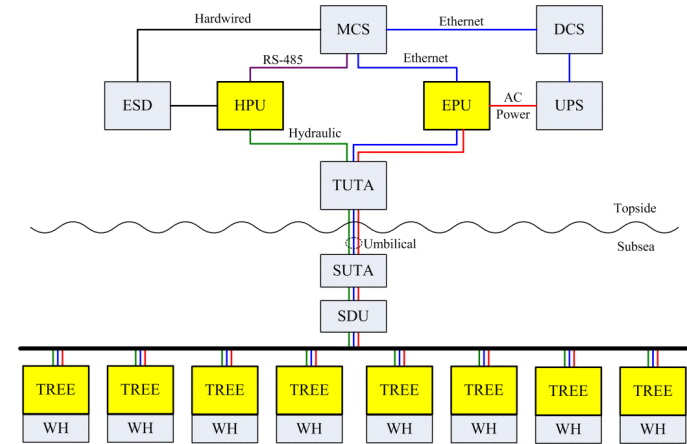 Hardwired
MCS
Ethernet
DCS
RS-485
Ethernet
ESD
HPU
EPU
AC
Power
UPS
Hydraulic
TUTA
Topside
Umbilical
Subsea
SUTA
SDU
TREE TREE TREE TREE TREE TREE TREE TREE
WH WH WH WH WH WH WH WH